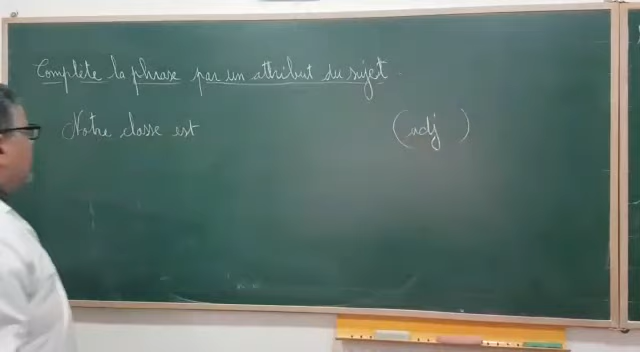 Complète la phrase par un attribut du sujet.
Notre classe est (adj)